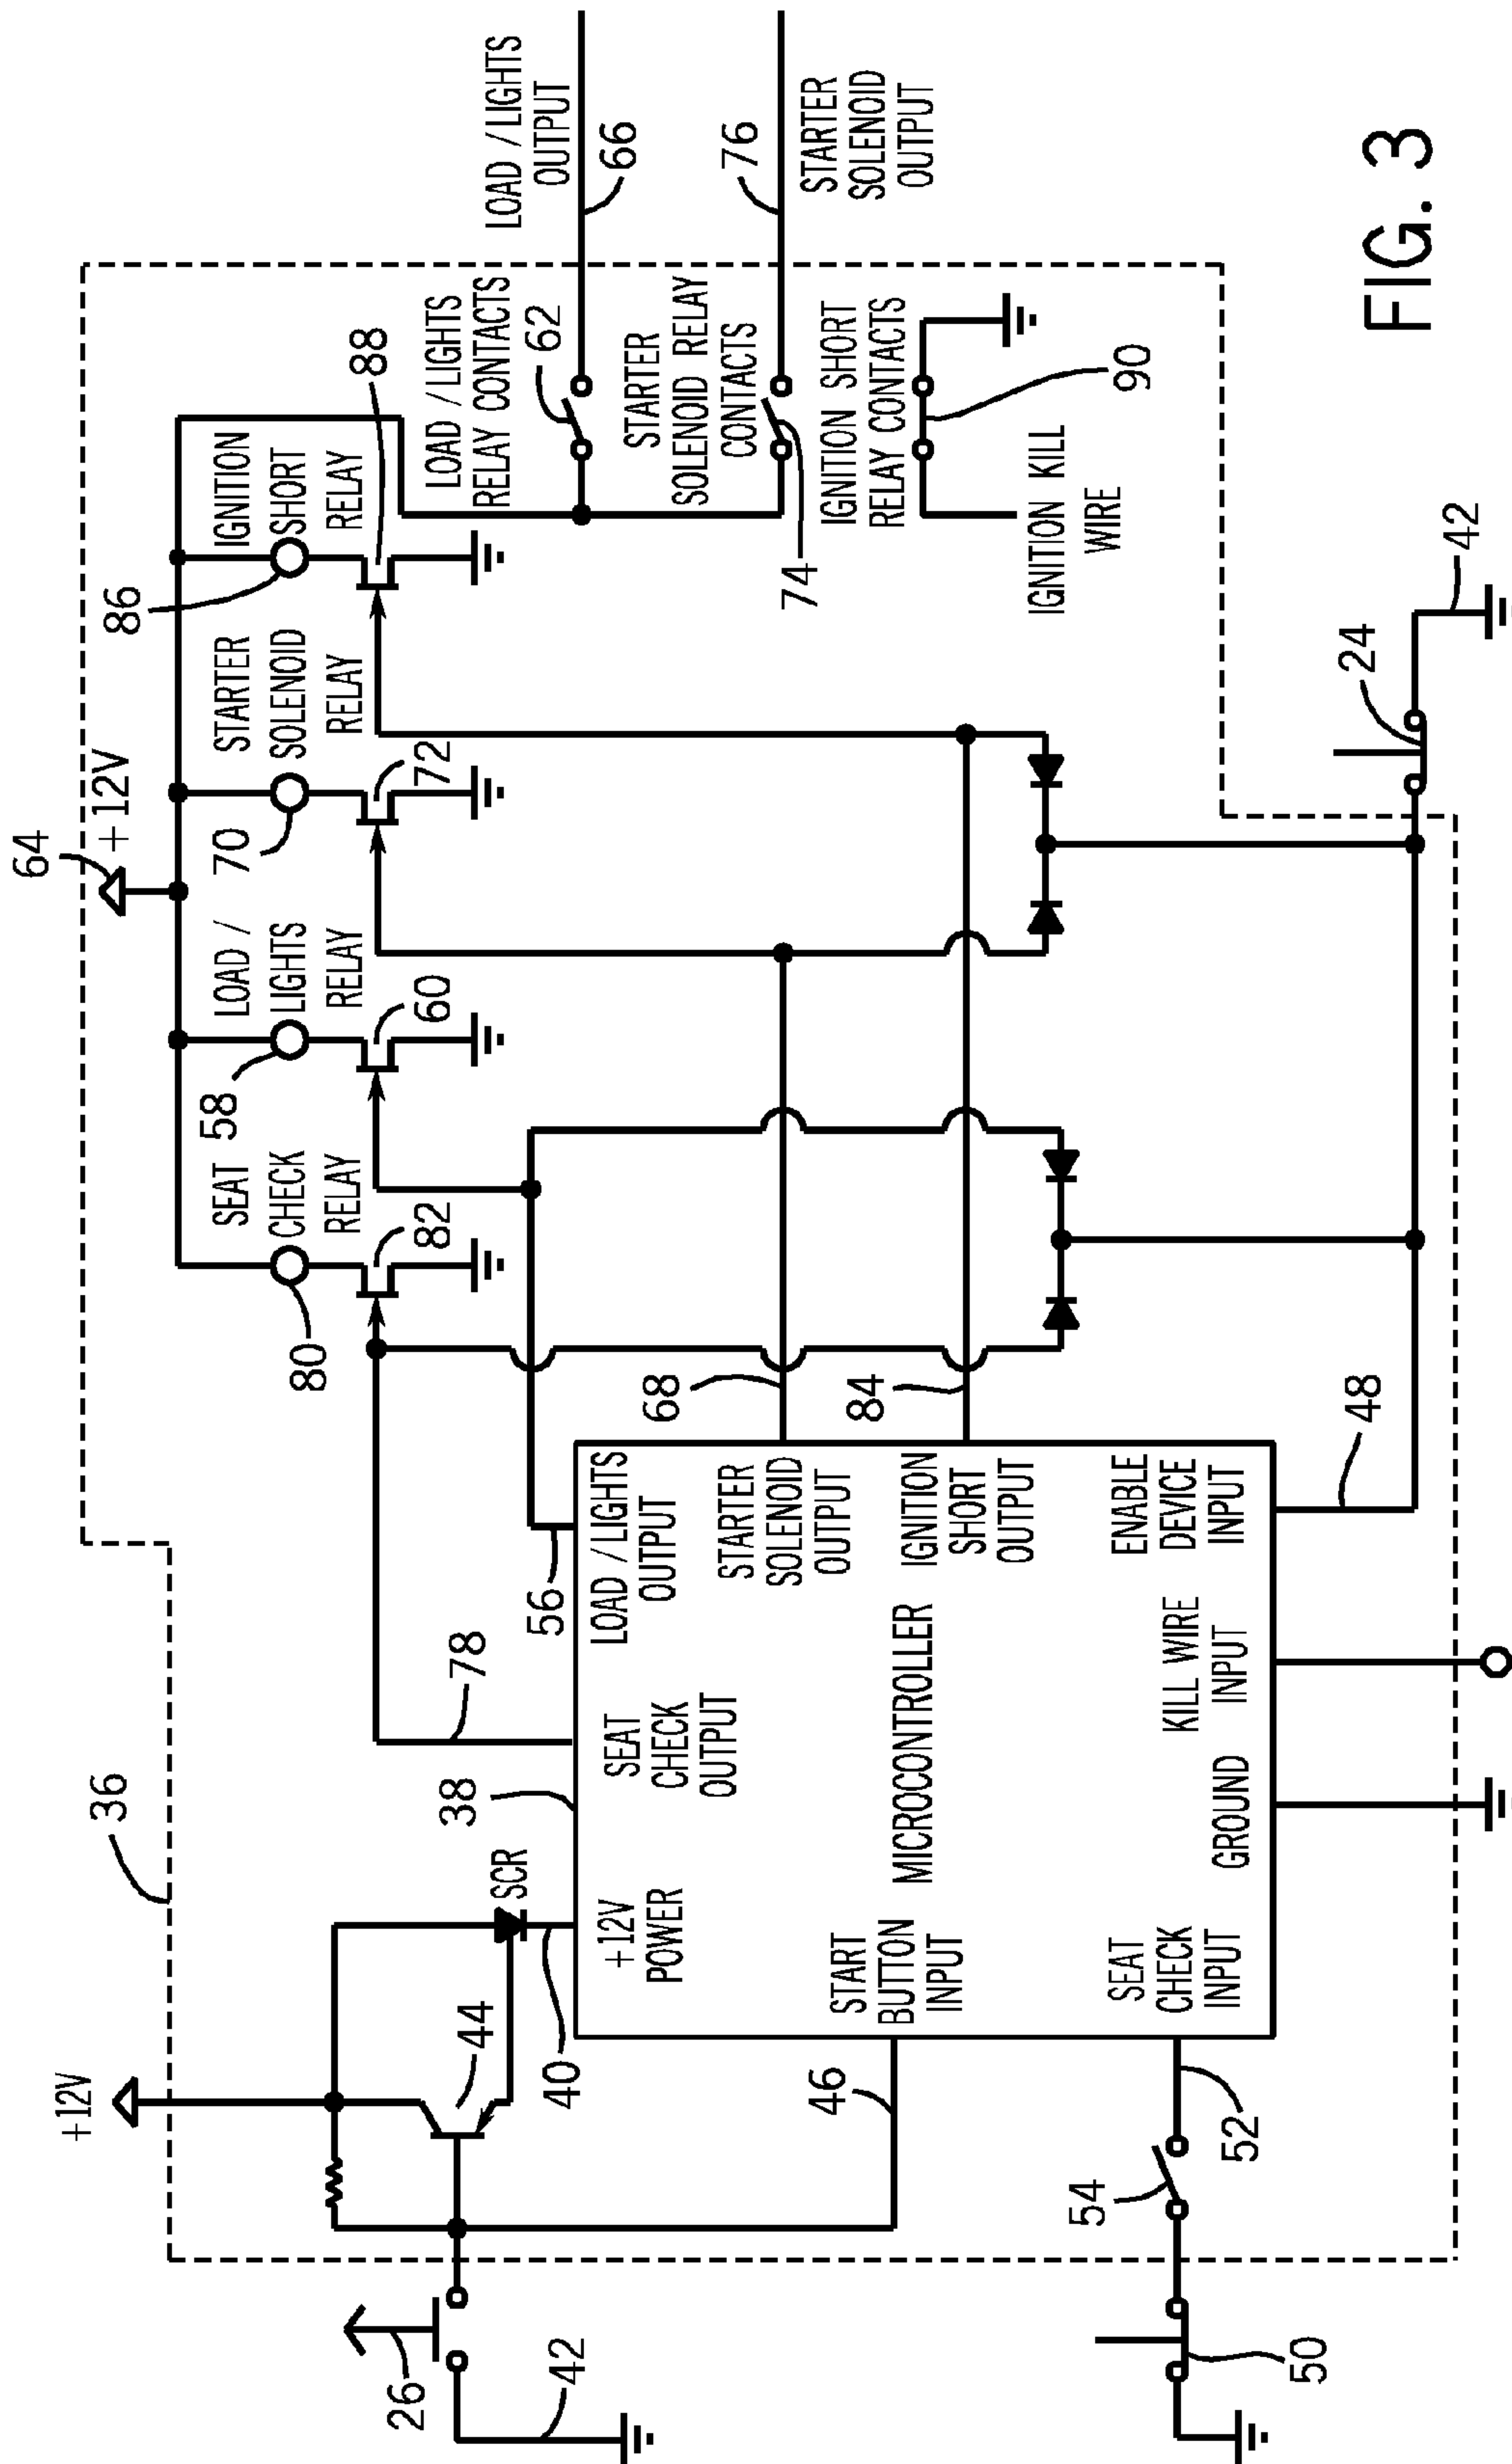 36
64
+12V
+12V
SEAT
CHECK
RELAY
LOAD /
LIGHTS
RELAY
STARTER
SOLENOID
RELAY
IGNITION
SHORT
RELAY
80
82
58
60
70
72
86
88
26
42
44
SCR
40
38
78
56
+12V
POWER
SEAT
CHECK
OUTPUT
LOAD /LIGHTS
OUTPUT
START
BUTTON
INPUT
MICROCONTROLLER
STARTER
SOLENOID
OUTPUT
IGNITION
SHORT
OUTPUT
SEAT
CHECK
INPUT
GROUND
KILL WIRE
INPUT
ENABLE
DEVICE
INPUT
46
68
84
48
50
54
52
LOAD /LIGHTS
RELAY CONTACTS
62
STARTER
SOLENOID RELAY
CONTACTS
74
IGNITION SHORT
RELAY CONTACTS
90
IGNITION KILL
WIRE
24
42
LOAD /LIGHTS
OUTPUT
66
76
STARTER
SOLENOID
OUTPUT
FIG. 3